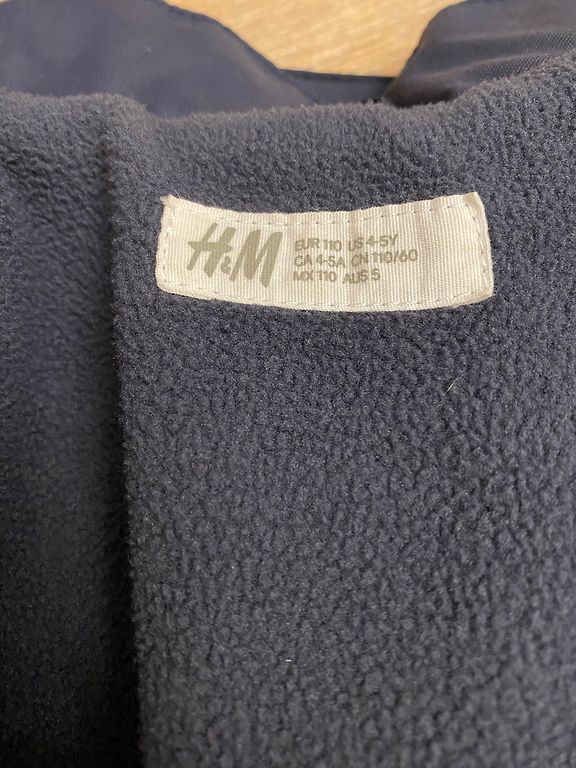 H&M
EUR 110 US 4-5Y
CA 4-5A CN 110/60
MX 110 AUS 5